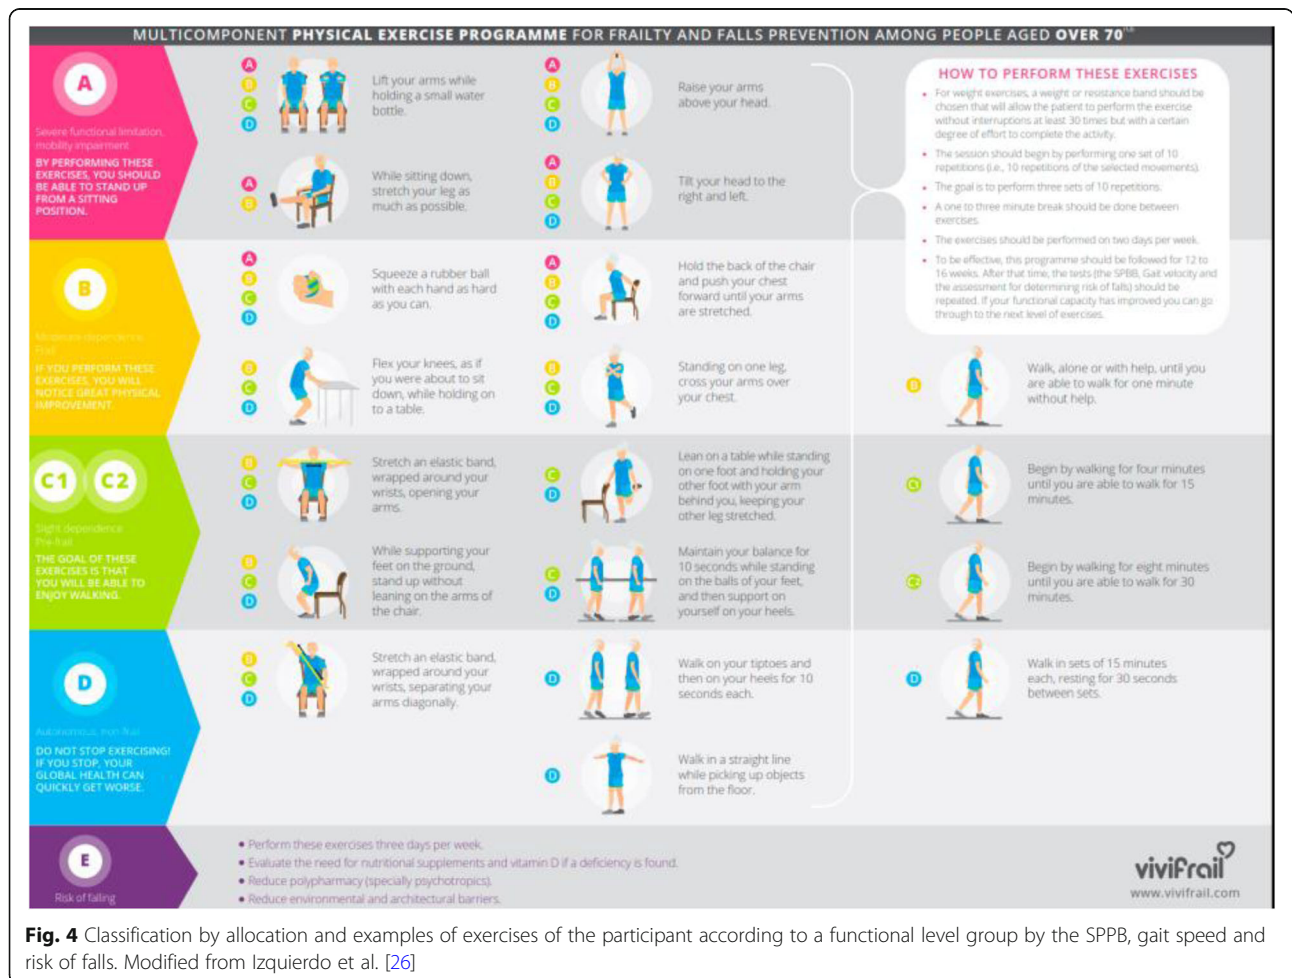 MULTICOMPONENT PHYSICAL EXERCISE PROGRAMME FOR FRAILTY AND FALLS PREVENTION AMONG PEOPLE AGED OVER 70
A
Severe functional limitation,
mobility impairment
BY PERFORMING THESE
EXERCISES, YOU SHOULD
BE ABLE TO STAND UP
FROM A SITTING
POSITION.
A
B
C
D
Lift your arms while
holding a small water
bottle.
A
B
C
D
Raise your arms
above your head.
A
B
While sitting down,
stretch your leg as
much as possible.
A
B
C
D
Tilt your head to the
right and left.
HOW TO PERFORM THESE EXERCISES
• For weight exercises, a weight or resistance band should be
chosen that will allow the patient to perform the exercise
without interruptions at least 30 times but with a certain
degree of effort to complete the activity.
• The session should begin by performing one set of 10
repetitions (i.e., 10 repetitions of the selected movements).
• The goal is to perform three sets of 10 repetitions.
• A one to three minute break should be done between
exercises.
• The exercises should be performed on two days per week.
• To be effective, this programme should be followed for 12 to
16 weeks. After that time, the tests (the SPBB, Gait velocity and
the assessment for determining risk of falls) should be
repeated. If your functional capacity has improved you can go
through to the next level of exercises.
B
Moderate dependence
Frail
IF YOU PERFORM THESE
EXERCISES, YOU WILL
NOTICE GREAT PHYSICAL
IMPROVEMENT.
A
B
C
D
Squeeze a rubber ball
with each hand as hard
as you can.
A
B
C
D
Hold the back of the chair
and push your chest
forward until your arms
are stretched.
B
C
D
Flex your knees, as if
you were about to sit
down, while holding on
to a table.
B
C
D
Standing on one leg,
cross your arms over
your chest.
B
Walk, alone or with help, until you
are able to walk for one minute
without help.
C1 C2
Slight dependence
Pre-frail
THE GOAL OF THESE
EXERCISES IS THAT
YOU WILL BE ABLE TO
ENJOY WALKING.
B
C
D
Stretch an elastic band,
wrapped around your
wrists, opening your
arms.
C
D
Lean on a table while standing
on one foot and holding your
other foot with your arm
behind you, keeping your
other leg stretched.
C1
Begin by walking for four minutes
until you are able to walk for 15
minutes.
B
C
D
While supporting your
feet on the ground,
stand up without
leaning on the arms of
the chair.
C
D
Maintain your balance for
10 seconds while standing
on the balls of your feet,
and then support on
yourself on your heels.
C2
Begin by walking for eight minutes
until you are able to walk for 30
minutes.
D
Autonomous, non-frail
DO NOT STOP EXERCISING!
IF YOU STOP, YOUR
GLOBAL HEALTH CAN
QUICKLY GET WORSE.
B
C
D
Stretch an elastic band,
wrapped around your
wrists, separating your
arms diagonally.
D
Walk on your tiptoes and
then on your heels for 10
seconds each.
D
Walk in sets of 15 minutes
each, resting for 30 seconds
between sets.
D
Walk in a straight line
while picking up objects
from the floor.
E
Risk of falling
• Perform these exercises three days per week.
• Evaluate the need for nutritional supplements and vitamin D if a deficiency is found.
• Reduce polypharmacy (specially psychotropics).
• Reduce environmental and architectural barriers.
vivifrail
www.vivifrail.com
Fig. 4 Classification by allocation and examples of exercises of the participant according to a functional level group by the SPPB, gait speed and
risk of falls. Modified from Izquierdo et al. [26]